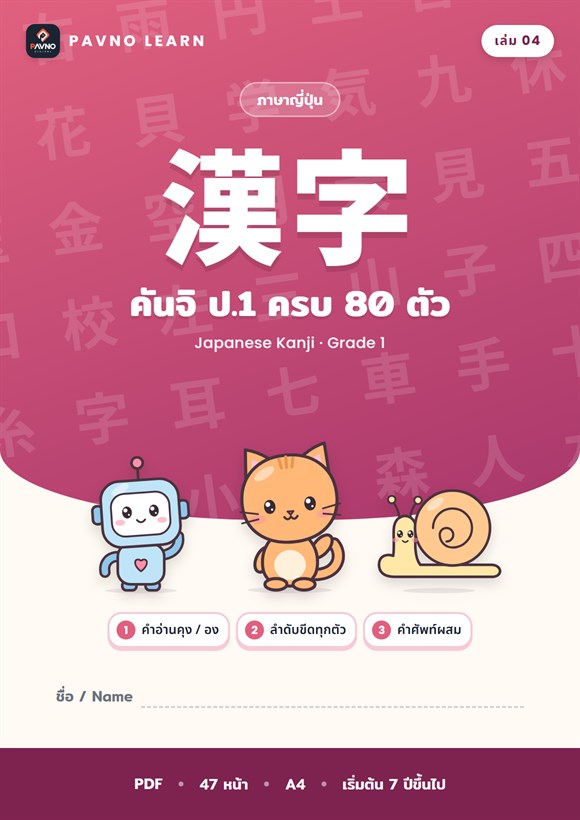 PAVNO LEARN
เล่ม 04
ภาษาญี่ปุ่น
漢字
คันจิ ป.1 ครบ 80 ตัว
Japanese Kanji · Grade 1
1 คำอ่านคุง / อง
2 ลำดับขีดทุกตัว
3 คำศัพท์ผสม
ชื่อ / Name
PDF • 47 หน้า • A4 • เริ่มต้น 7 ปีขึ้นไป